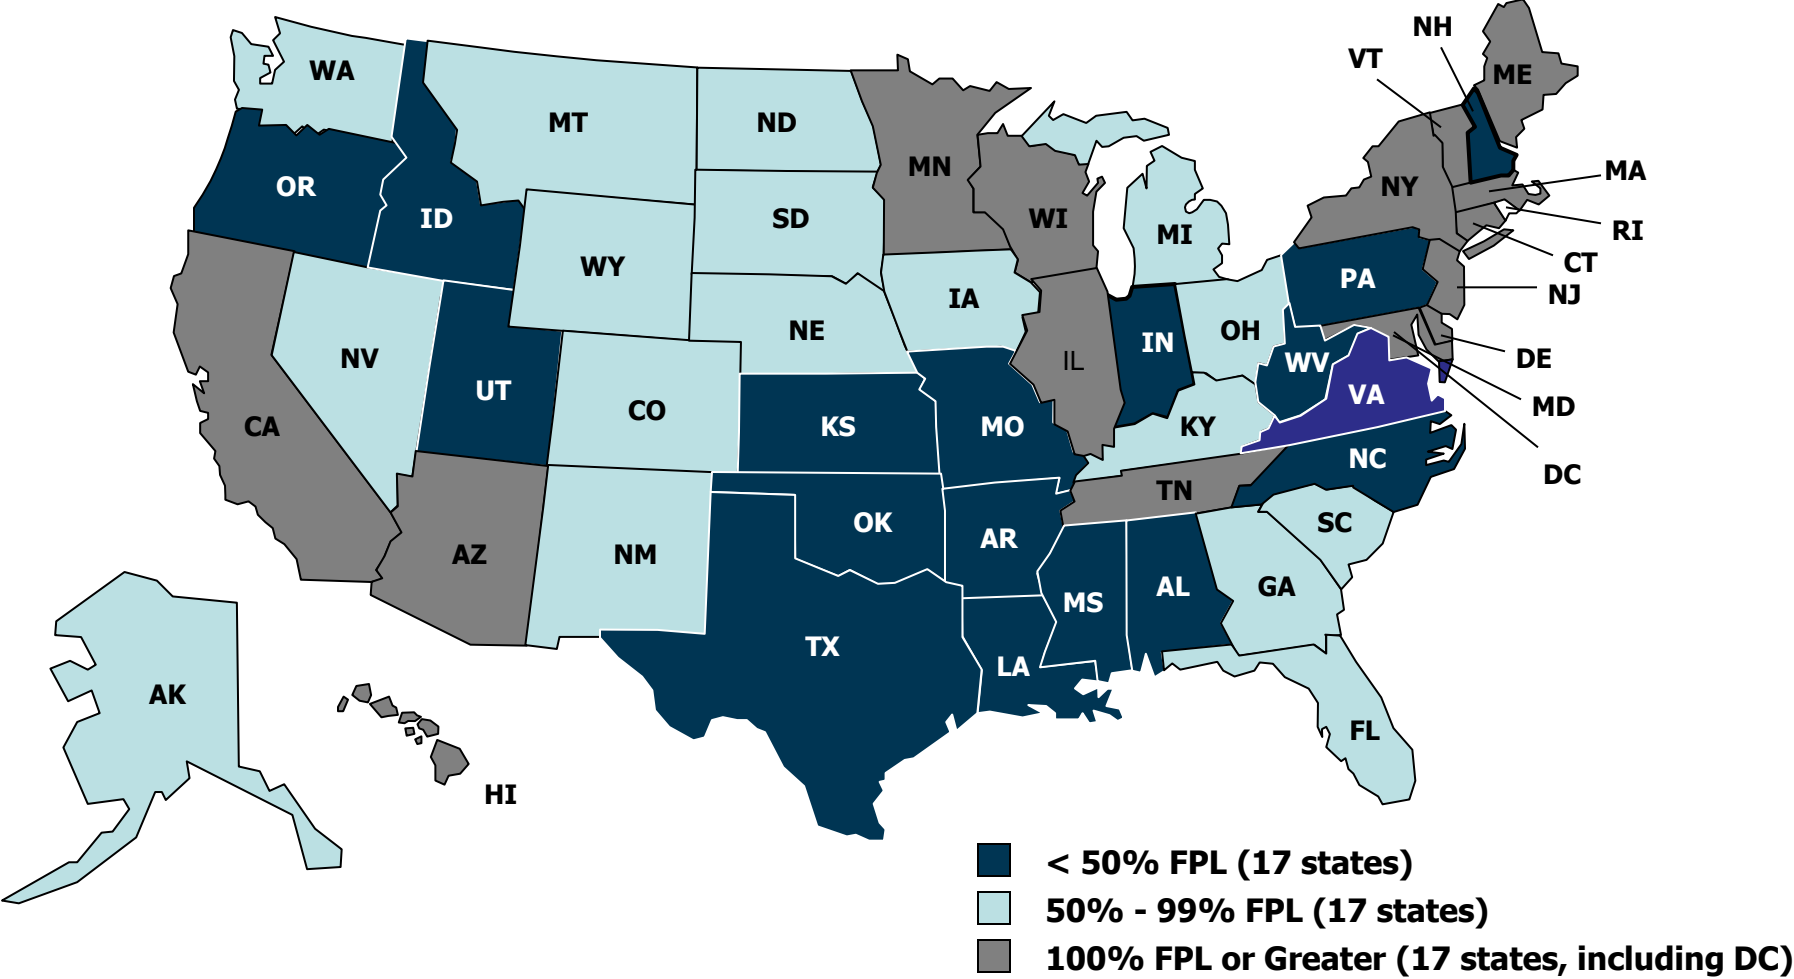 NH
VT
ME
WA
MT
ND
MN
OR
ID
SD
WI
MI
NY
MA
RI
CT
WY
NJ
PA
IA
NE
NV
UT
CO
IL
IN
OH
WV
DE
VA
MD
CA
KS
MO
KY
NC
DC
TN
OK
AR
SC
AZ
NM
MS
AL
GA
TX
LA
AK
FL
HI
< 50% FPL (17 states)
50% - 99% FPL (17 states)
100% FPL or Greater (17 states, including DC)